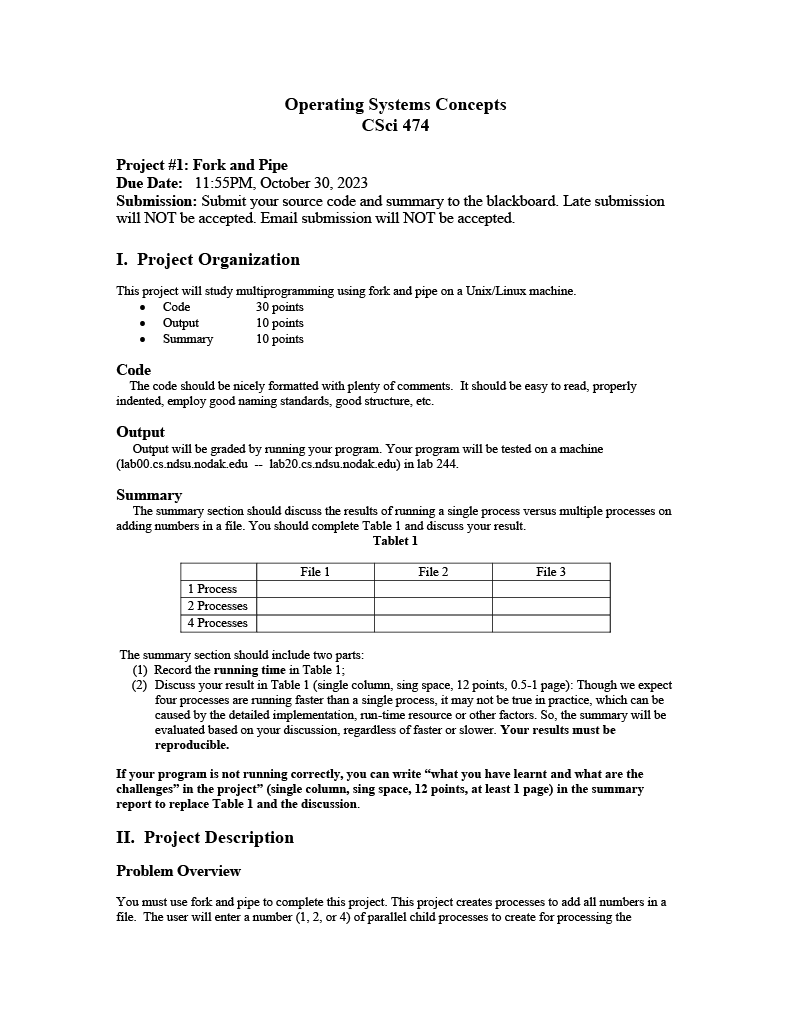 Operating Systems Concepts
CSci 474
Project #1: Fork and Pipe
Due Date: 11:55PM, October 30, 2023
Submission: Submit your source code and summary to the blackboard. Late submission
will NOT be accepted. Email submission will NOT be accepted.
I. Project Organization
This project will study multiprogramming using fork and pipe on a Unix/Linux machine.
• Code 30 points
• Output 10 points
• Summary 10 points
Code
The code should be nicely formatted with plenty of comments. It should be easy to read, properly
indented, employ good naming standards, good structure, etc.
Output
Output will be graded by running your program. Your program will be tested on a machine
(lab00.cs.ndsu.nodak.edu -- lab20.cs.ndsu.nodak.edu) in lab 244.
Summary
The summary section should discuss the results of running a single process versus multiple processes on
adding numbers in a file. You should complete Table 1 and discuss your result.
Tablet 1
File 1 File 2 File 3
1 Process
2 Processes
4 Processes
The summary section should include two parts:
(1) Record the running time in Table 1;
(2) Discuss your result in Table 1 (single column, sing space, 12 points, 0.5-1 page): Though we expect
four processes are running faster than a single process, it may not be true in practice, which can be
caused by the detailed implementation, run-time resource or other factors. So, the summary will be
evaluated based on your discussion, regardless of faster or slower. Your results must be
reproducible.
If your program is not running correctly, you can write “what you have learnt and what are the
challenges” in the project” (single column, sing space, 12 points, at least 1 page) in the summary
report to replace Table 1 and the discussion.
II. Project Description
Problem Overview
You must use fork and pipe to complete this project. This project creates processes to add all numbers in a
file. The user will enter a number (1, 2, or 4) of parallel child processes to create for processing the